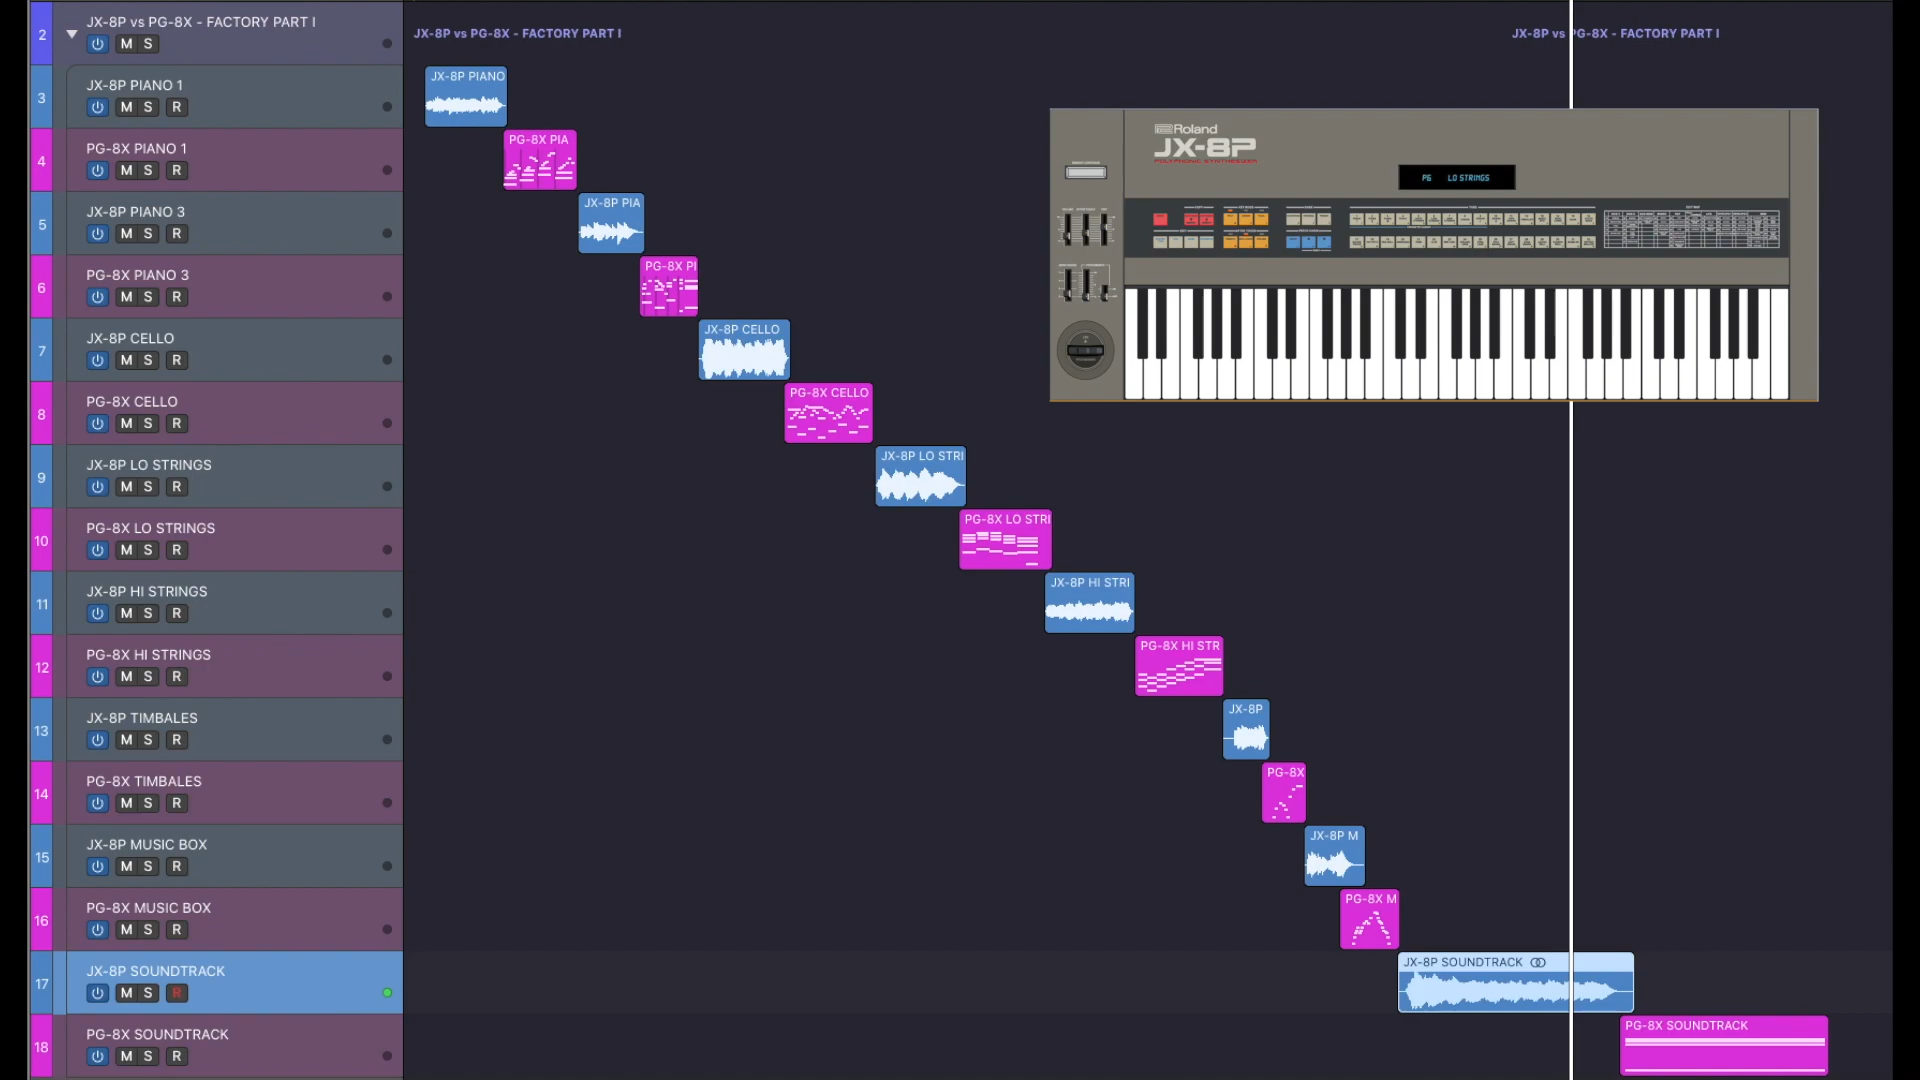 2
JX-8P vs PG-8X - FACTORY PART I
M S
JX-8P vs PG-8X - FACTORY PART I
JX-8P vs PG-8X - FACTORY PART I
3
JX-8P PIANO 1
M S R
JX-8P PIANO
4
PG-8X PIANO 1
M S R
PG-8X PIA
5
JX-8P PIANO 3
M S R
JX-8P PIA
6
PG-8X PIANO 3
M S R
PG-8X PI
7
JX-8P CELLO
M S R
JX-8P CELLO
8
PG-8X CELLO
M S R
PG-8X CELLO
9
JX-8P LO STRINGS
M S R
JX-8P LO STRI
10
PG-8X LO STRINGS
M S R
PG-8X LO STRI
11
JX-8P HI STRINGS
M S R
JX-8P HI STRI
12
PG-8X HI STRINGS
M S R
PG-8X HI STR
13
JX-8P TIMBALES
M S R
JX-8P
14
PG-8X TIMBALES
M S R
PG-8X
15
JX-8P MUSIC BOX
M S R
JX-8P M
16
PG-8X MUSIC BOX
M S R
PG-8X M
17
JX-8P SOUNDTRACK
M S R
JX-8P SOUNDTRACK
18
PG-8X SOUNDTRACK
M S R
PG-8X SOUNDTRACK
Roland
JX-8P
POLYPHONIC SYNTHESIZER
P6 LO STRINGS